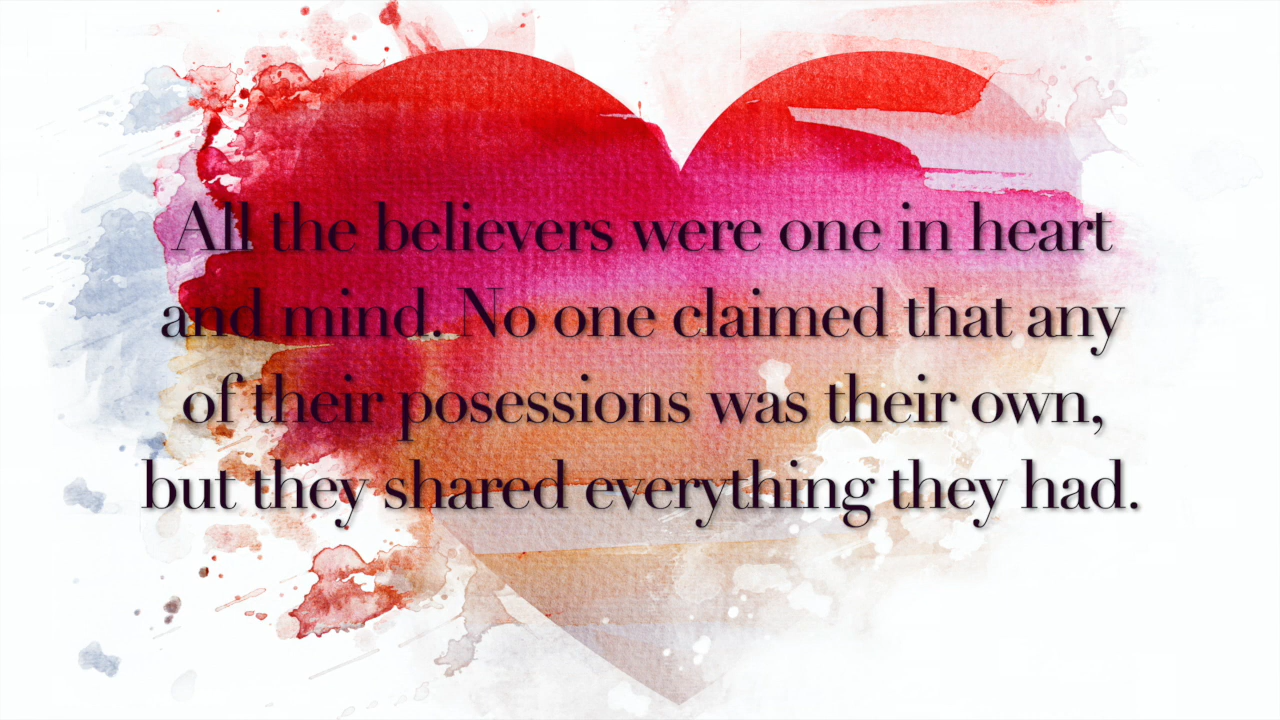 All the believers were one in heart
and mind. No one claimed that any
of their posessions was their own,
but they shared everything they had.